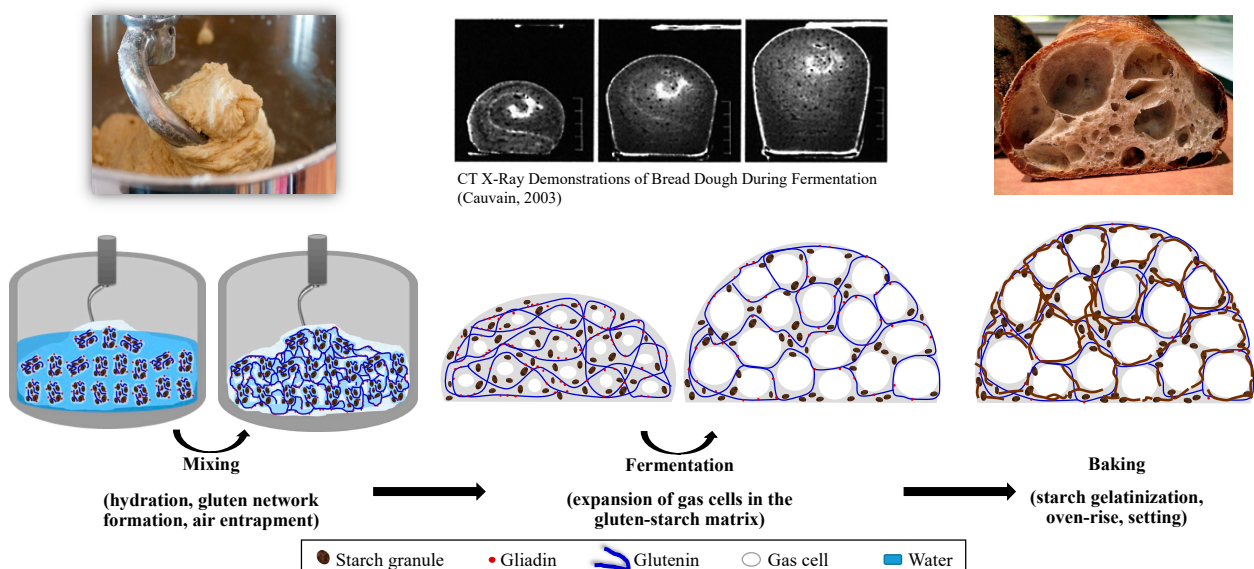 CT X-Ray Demonstrations of Bread Dough During Fermentation
(Cauvain, 2003)
Mixing
(hydration, gluten network
formation, air entrapment)
Fermentation
(expansion of gas cells in the
gluten-starch matrix)
Baking
(starch gelatinization,
oven-rise, setting)
Starch granule Gliadin Glutenin Gas cell Water